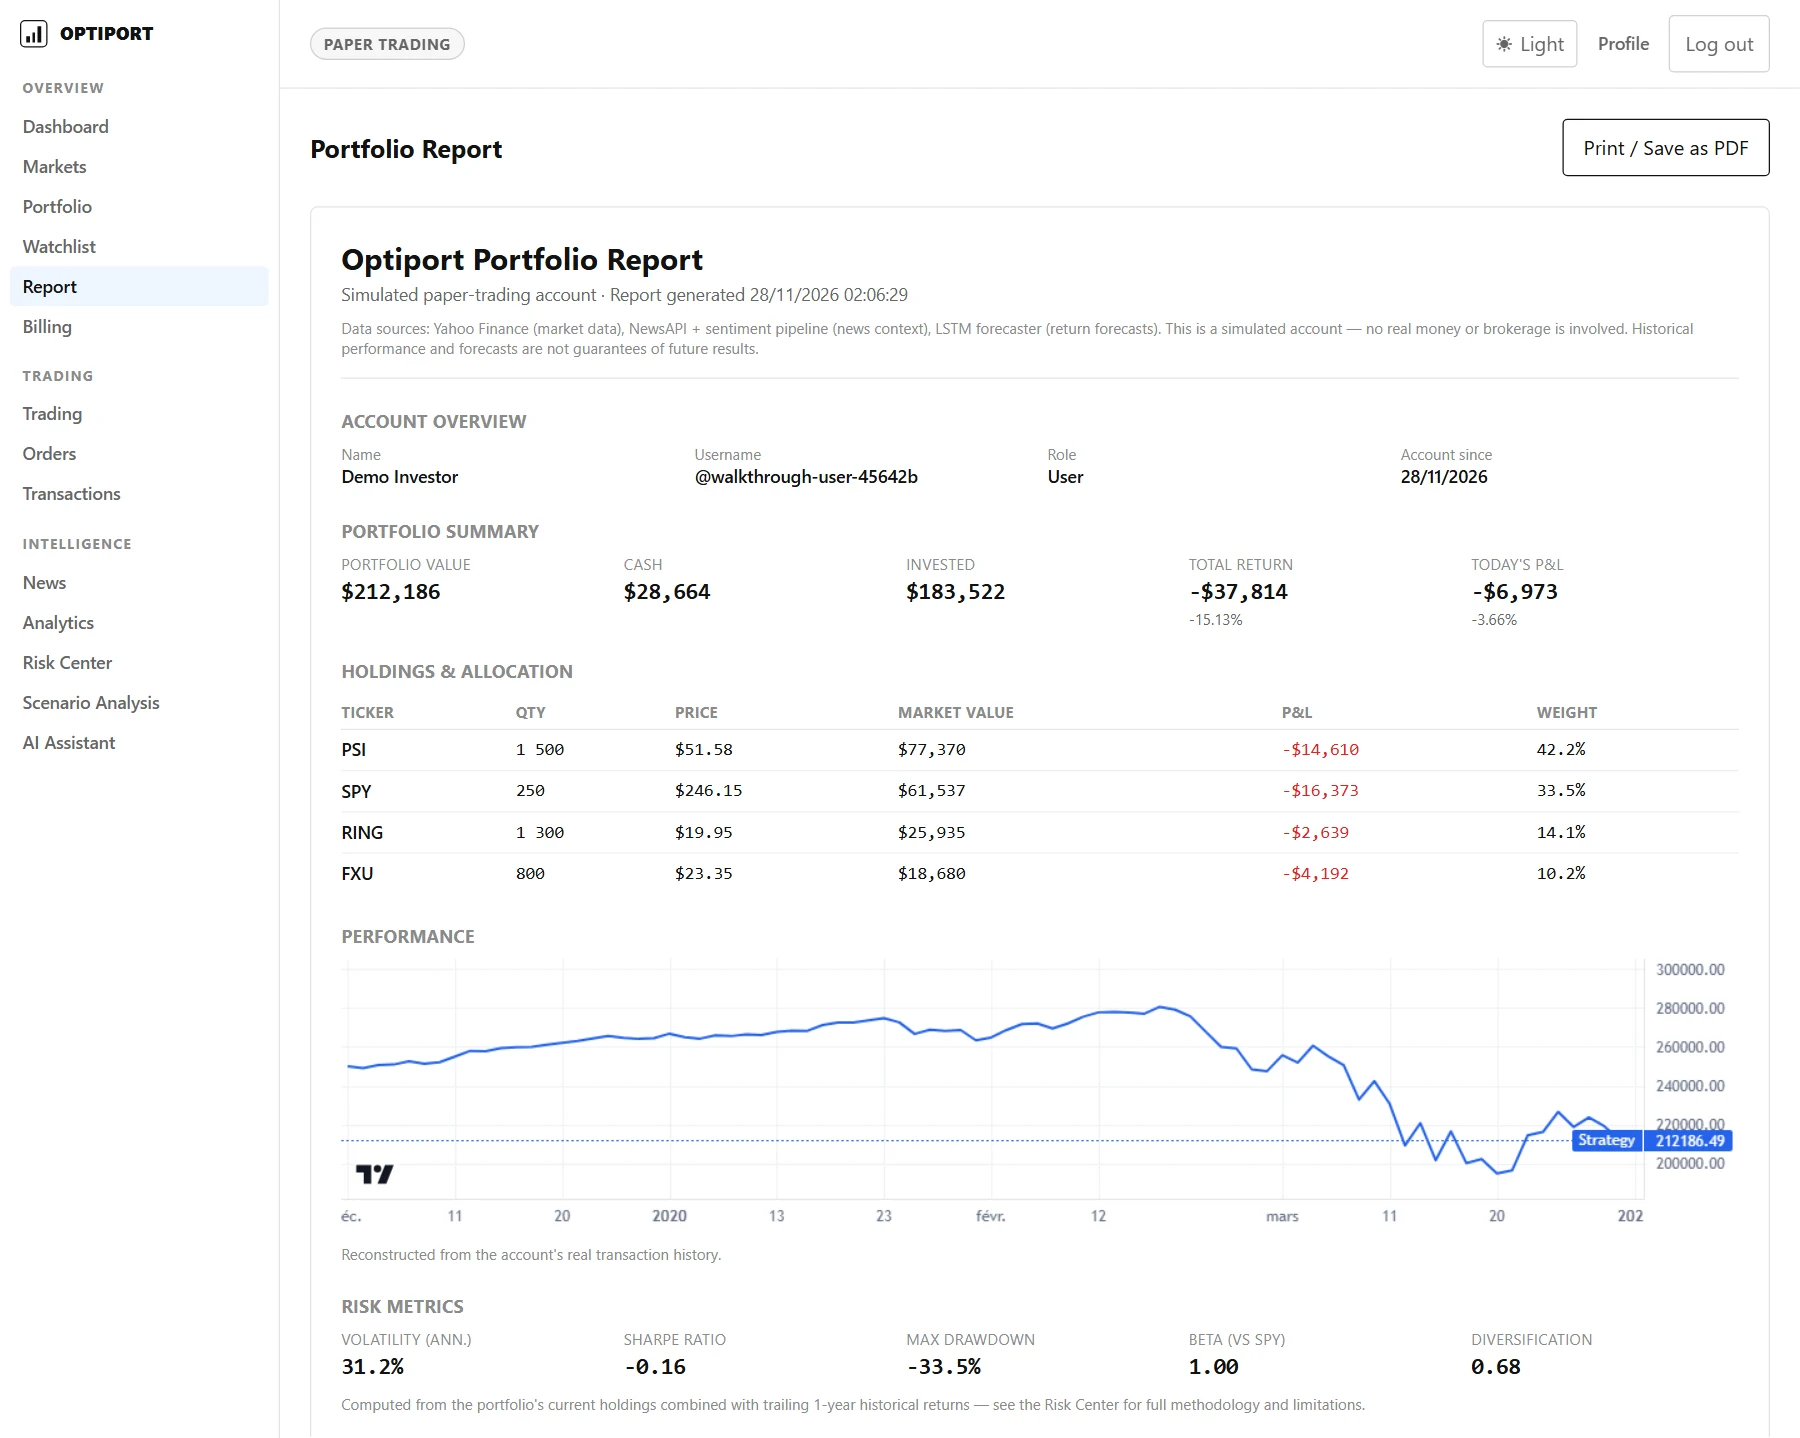 OPTIPORT
OVERVIEW
Dashboard
Markets
Portfolio
Watchlist
Report
Billing
TRADING
Trading
Orders
Transactions
INTELLIGENCE
News
Analytics
Risk Center
Scenario Analysis
AI Assistant
PAPER TRADING
Light
Profile
Log out
Portfolio Report
Print / Save as PDF
Optiport Portfolio Report
Simulated paper-trading account · Report generated 28/11/2026 02:06:29
Data sources: Yahoo Finance (market data), NewsAPI + sentiment pipeline (news context), LSTM forecaster (return forecasts). This is a simulated account — no real money or brokerage is involved. Historical
performance and forecasts are not guarantees of future results.
ACCOUNT OVERVIEW
Name Username Role Account since
Demo Investor @walkthrough-user-45642b User 28/11/2026
PORTFOLIO SUMMARY
PORTFOLIO VALUE CASH INVESTED TOTAL RETURN TODAY'S P&L
$212,186 $28,664 $183,522 -$37,814 -$6,973
-15.13% -3.66%
HOLDINGS & ALLOCATION
TICKER QTY PRICE MARKET VALUE P&L WEIGHT
PSI 1 500 $51.58 $77,370 -$14,610 42.2%
SPY 250 $246.15 $61,537 -$16,373 33.5%
RING 1 300 $19.95 $25,935 -$2,639 14.1%
FXU 800 $23.35 $18,680 -$4,192 10.2%
PERFORMANCE
300000.00
280000.00
260000.00
240000.00
220000.00
Strategy 212186.49
200000.00
éc. 11 20 2020 13 23 févr. 12 mars 11 20 202
Reconstructed from the account's real transaction history.
RISK METRICS
VOLATILITY (ANN.) SHARPE RATIO MAX DRAWDOWN BETA (VS SPY) DIVERSIFICATION
31.2% -0.16 -33.5% 1.00 0.68
Computed from the portfolio's current holdings combined with trailing 1-year historical returns — see the Risk Center for full methodology and limitations.